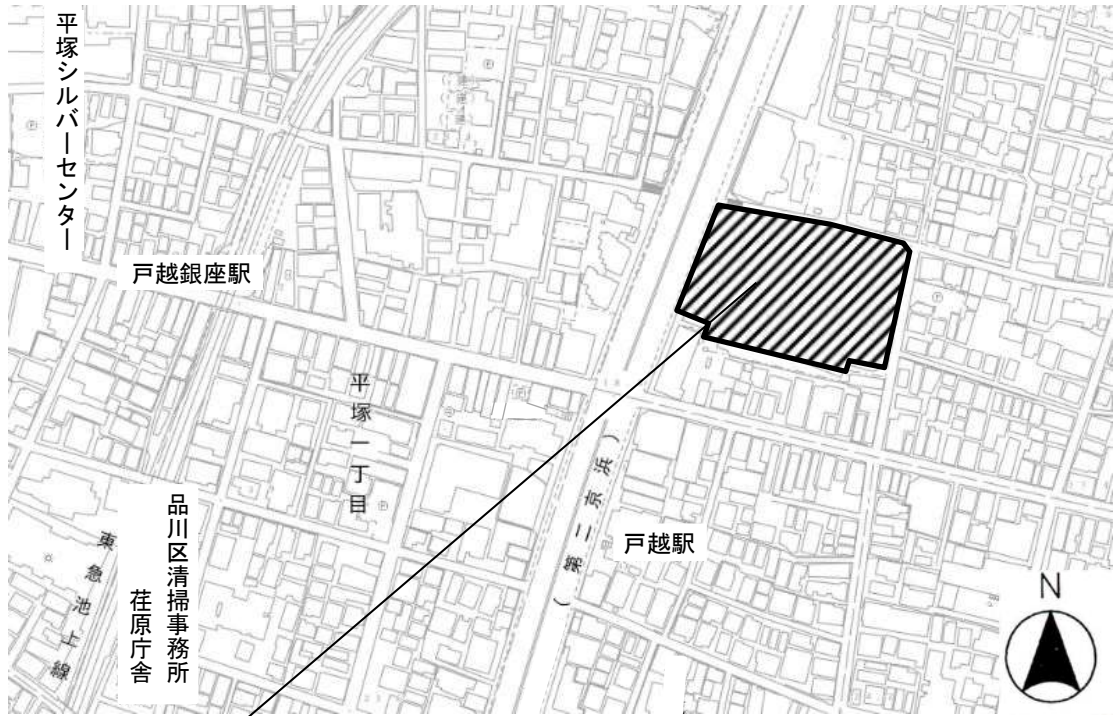 平塚シルバーセンター
戸越銀座駅
平塚一丁目
(第二京浜)
戸越駅
品川区清掃事務所
荏原庁舎
東急池上線
N